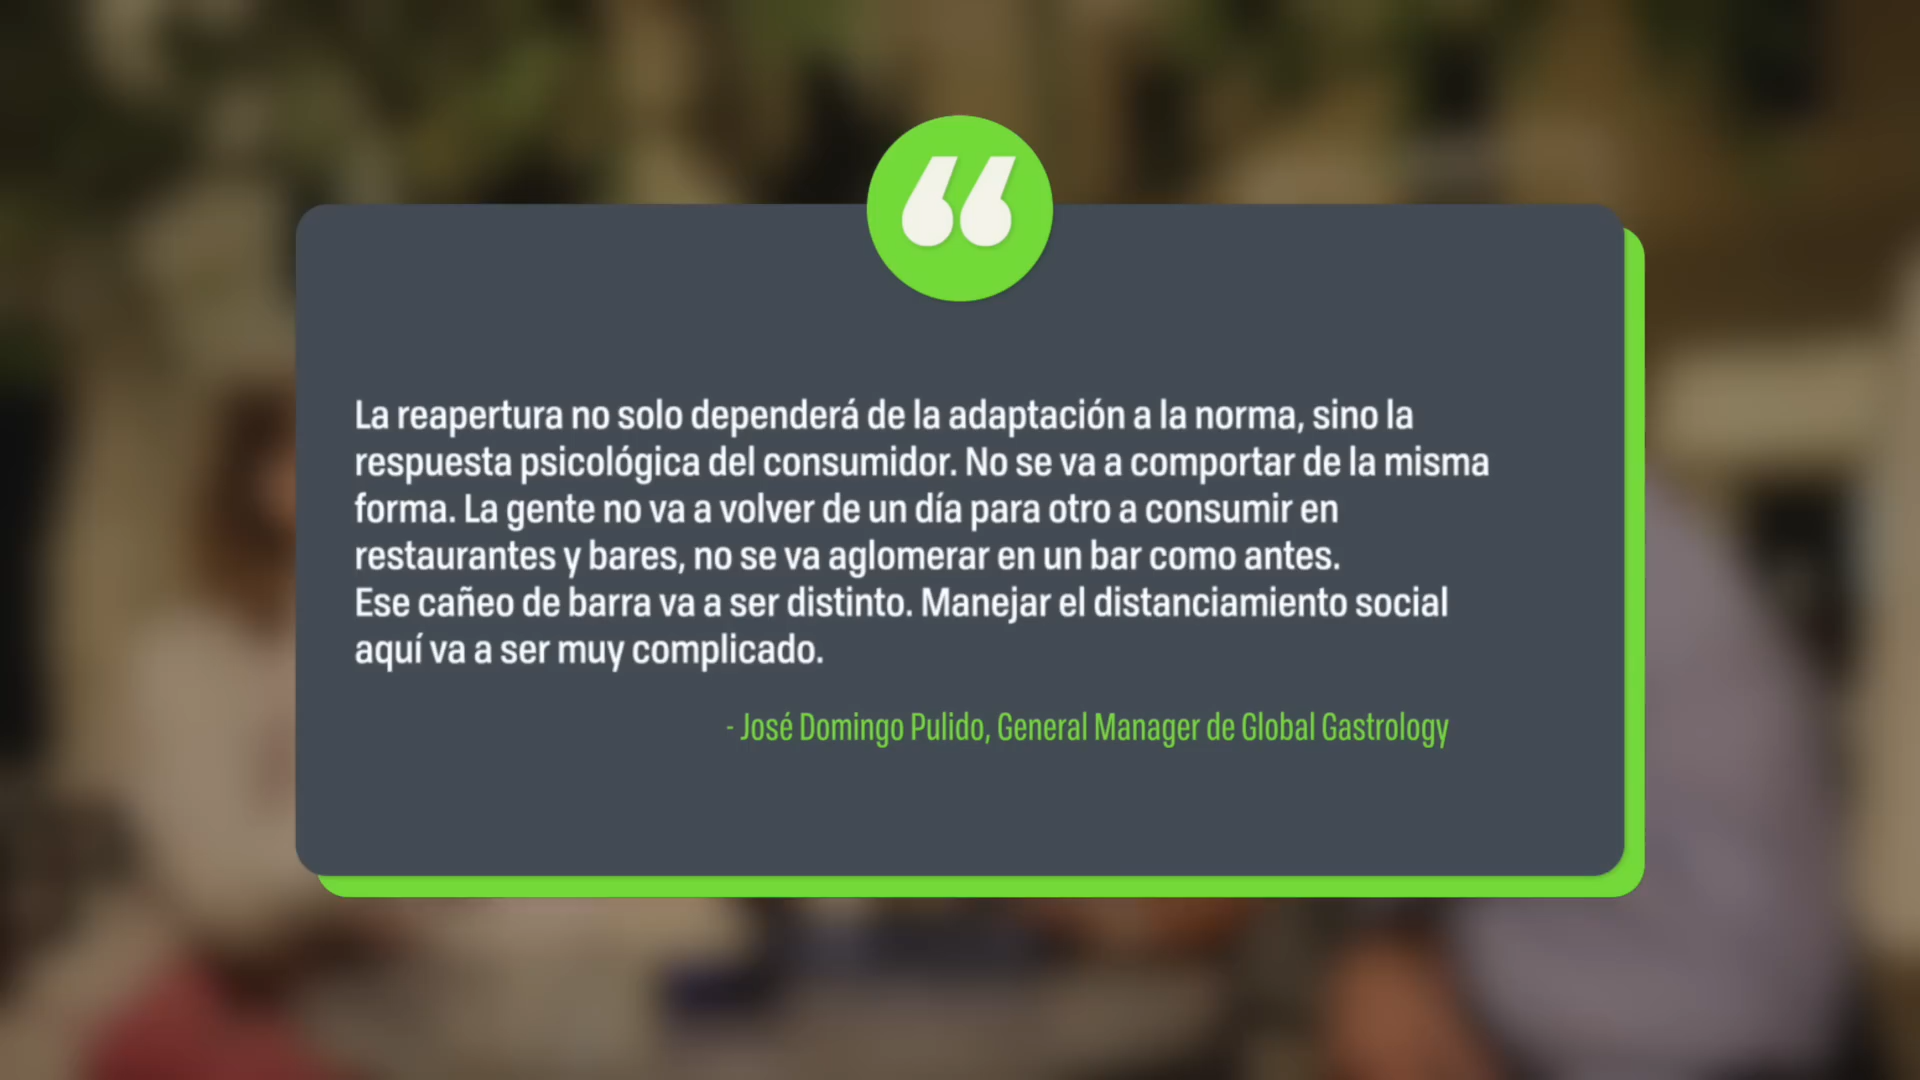 “
La reapertura no solo dependerá de la adaptación a la norma, sino la
respuesta psicológica del consumidor. No se va a comportar de la misma
forma. La gente no va a volver de un día para otro a consumir en
restaurantes y bares, no se va aglomerar en un bar como antes.
Ese cañeo de barra va a ser distinto. Manejar el distanciamiento social
aquí va a ser muy complicado.
- José Domingo Pulido, General Manager de Global Gastrology